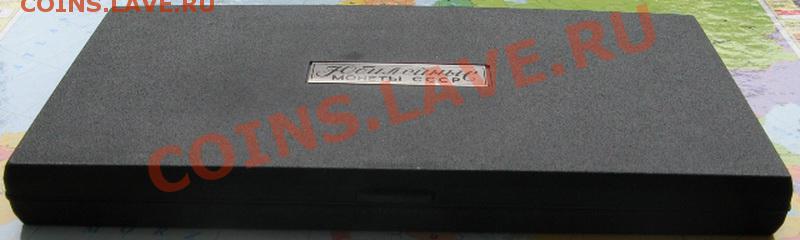 COINS.LAVE.RU
Юбилейные
МОНЕТЫ СССР
COINS.LAVE.RU